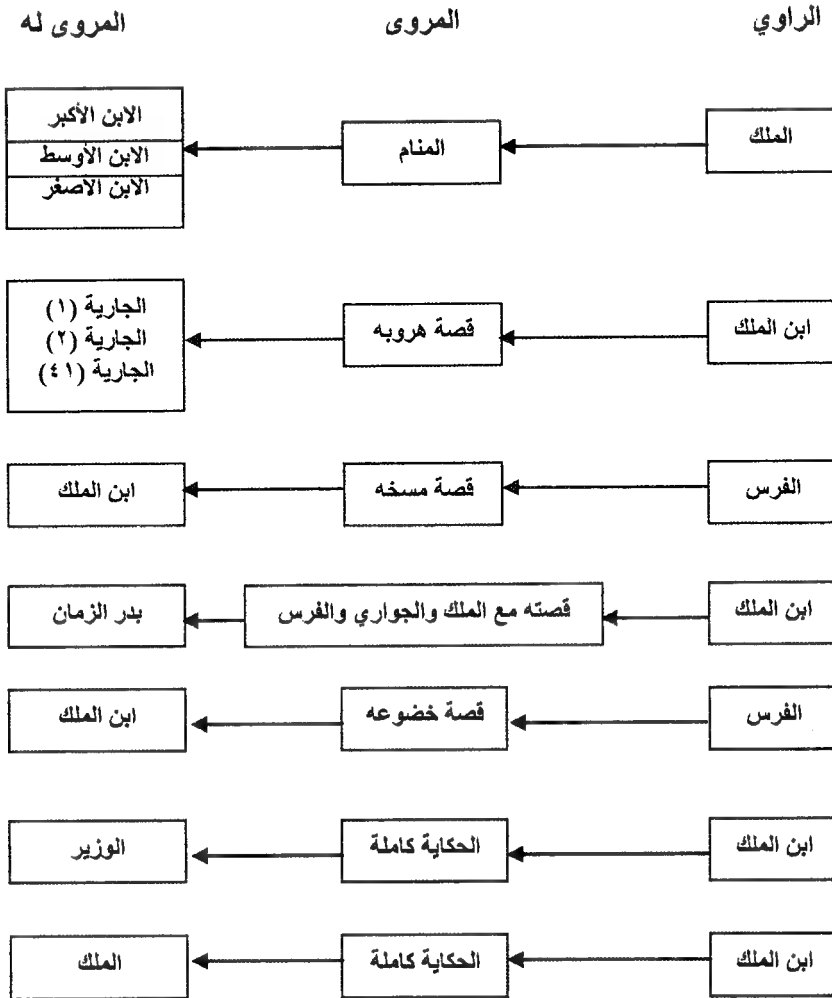 الراوي المروى المروى له
الملك المنام الابن الأكبر
الابن الأوسط
الابن الأصغر
ابن الملك قصة هروبه الجارية (١)
الجارية (٢)
الجارية (٤١)
الفرس قصة مسخه ابن الملك
ابن الملك قصته مع الملك والجواري والفرس بدر الزمان
الفرس قصة خضوعه ابن الملك
ابن الملك الحكاية كاملة الوزير
ابن الملك الحكاية كاملة الملك